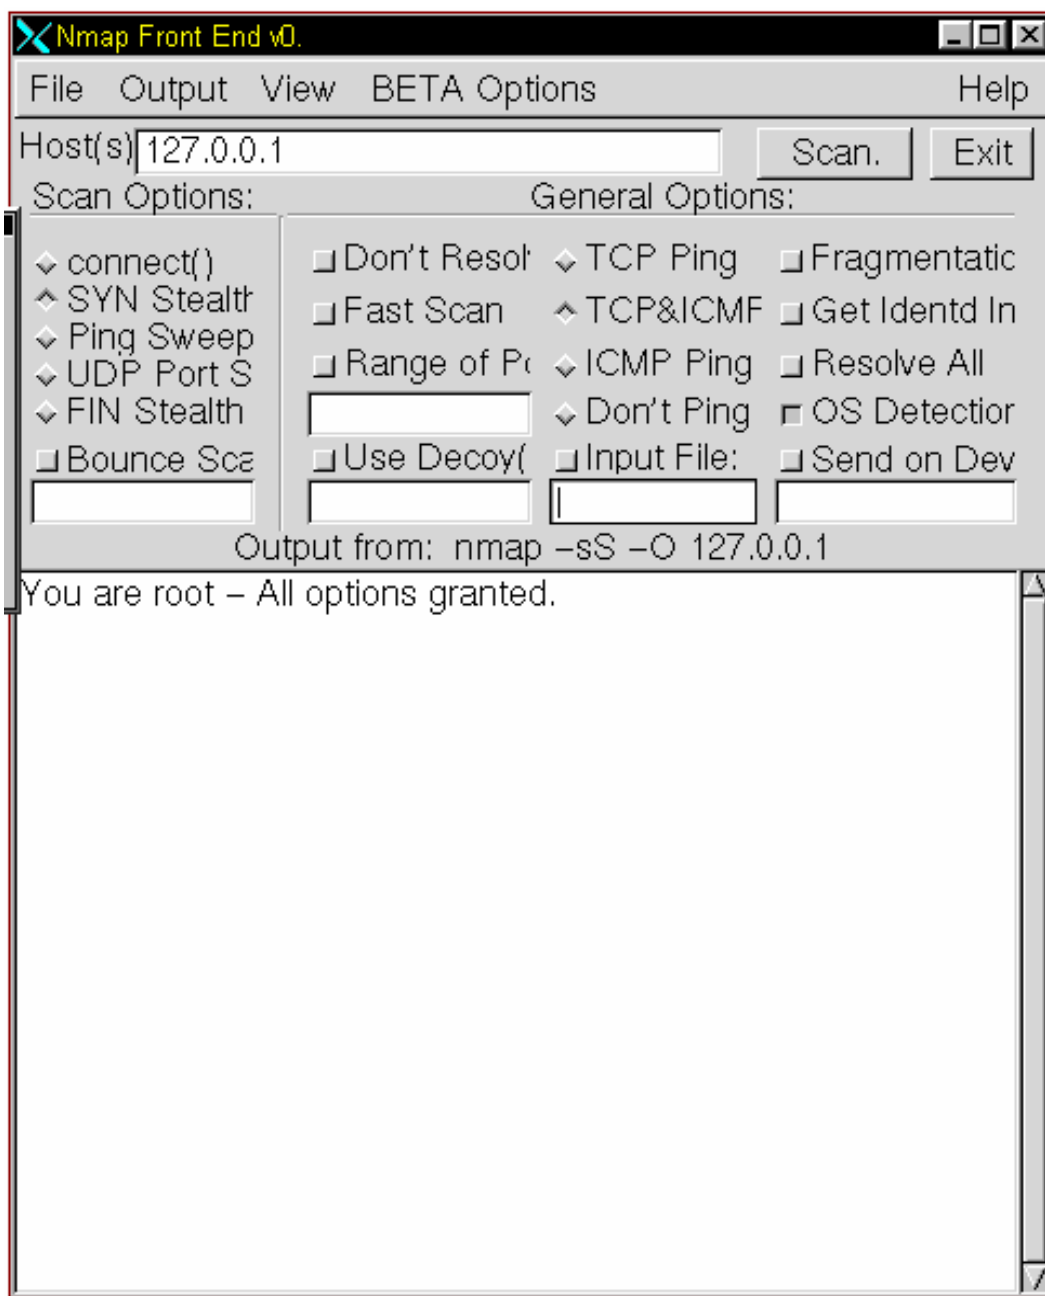 Nmap Front End v0.
File Output View BETA Options Help
Host(s) 127.0.0.1 Scan. Exit
Scan Options: General Options:
connect()
SYN Stealth
Ping Sweep
UDP Port S
FIN Stealth
Bounce Sca
Don't Resol TCP Ping Fragmentatic
Fast Scan TCP&ICMP Get Identd In
Range of Po ICMP Ping Resolve All
Don't Ping OS Detection
Use Decoy( Input File: Send on Dev
Output from: nmap –sS –O 127.0.0.1
You are root – All options granted.